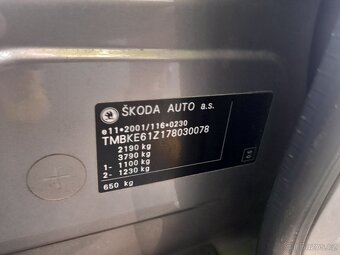 ŠKODA AUTO a.s.
e11*2001/116*0230
TMBKE61Z178030078
2190 kg
3790 kg
1- 1100 kg
2- 1230 kg
650 kg